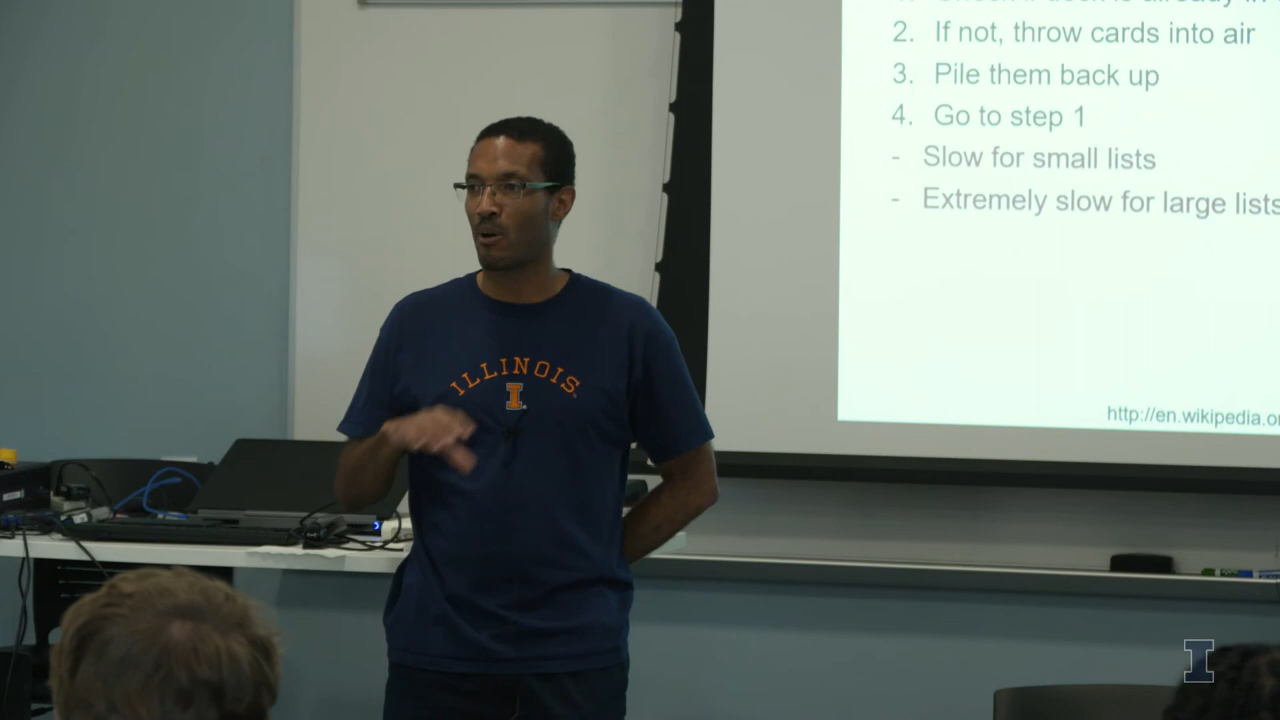 2. If not, throw cards into air
3. Pile them back up
4. Go to step 1
- Slow for small lists
- Extremely slow for large lists
http://en.wikipedia.or
ILLINOIS
I
I